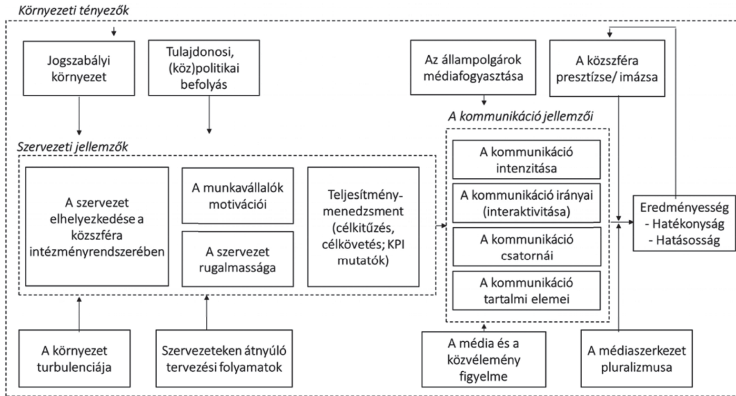 Környezeti tényezők
Jogszabályi
környezet
Tulajdonosi,
(köz)politikai
befolyás
Az állampolgárok
médiafogyasztása
A közszféra
presztízse/ imázsa
Szervezeti jellemzők
A kommunikáció jellemzői
A szervezet
elhelyezkedése a
közszféra
intézményrendszerében
A munkavállalók
motivációi
A szervezet
rugalmassága
Teljesítmény-
menedzsment
(célkitűzés,
célkövetés; KPI
mutatók)
A kommunikáció
intenzitása
A kommunikáció irányai
(interaktivitása)
A kommunikáció
csatornái
A kommunikáció
tartalmi elemei
Eredményesség
- Hatékonyság
- Hatásosság
A környezet
turbulenciája
Szervezeteken átnyúló
tervezési folyamatok
A média és a
közvélemény
figyelme
A médiaszerkezet
pluralizmusa